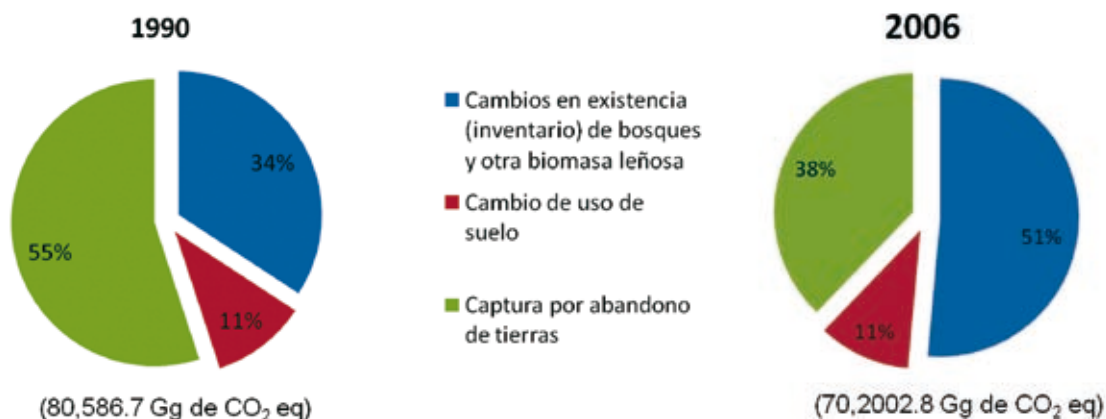 1990
34%
55%
11%
(80,586.7 Gg de CO₂ eq)
Cambios en existencia
(inventario) de bosques
y otra biomasa leñosa
Cambio de uso de
suelo
Captura por abandono
de tierras
2006
38%
51%
11%
(70,2002.8 Gg de CO₂ eq)